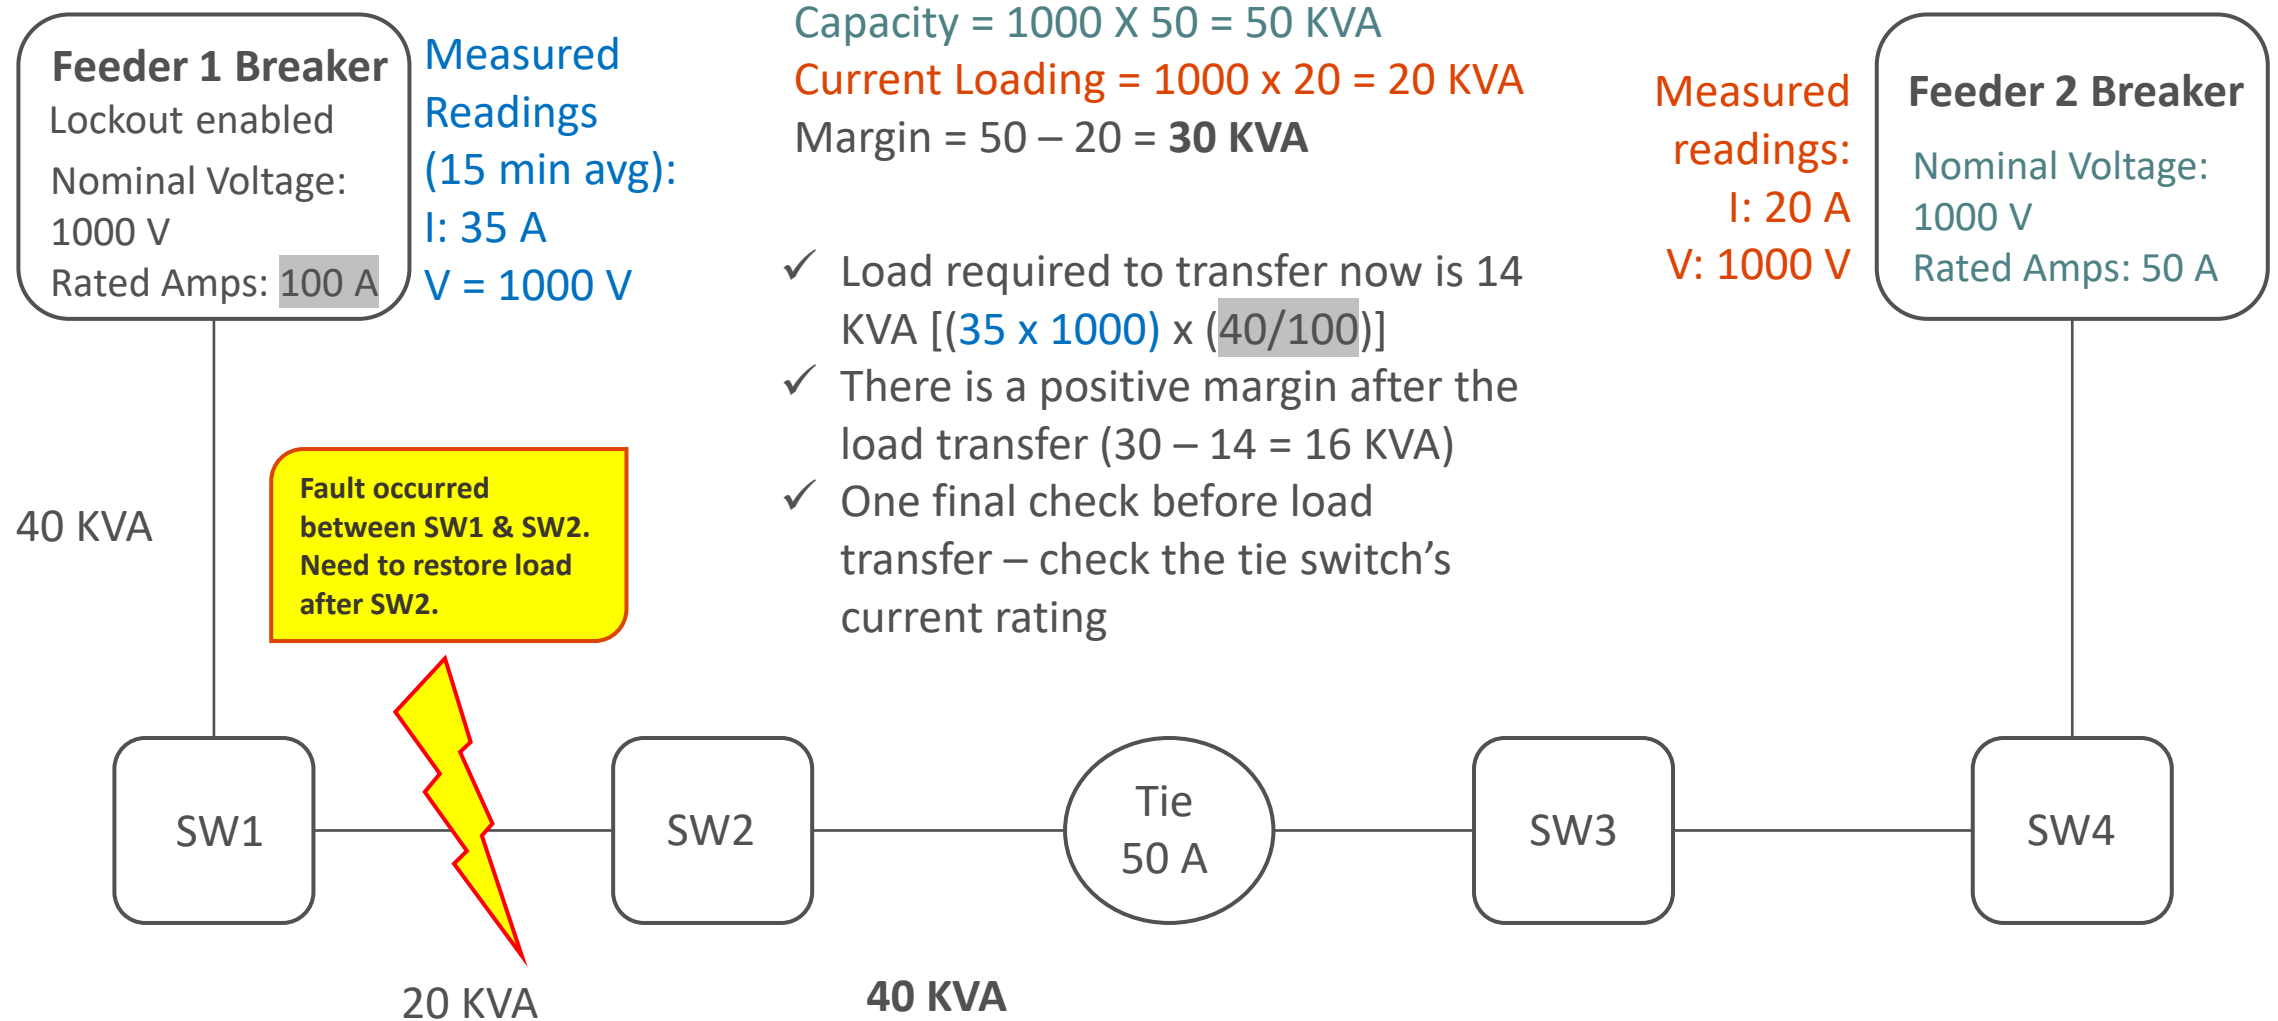 Feeder 1 Breaker
Lockout enabled
Nominal Voltage:
1000 V
Rated Amps: 100 A
Measured
Readings
(15 min avg):
I: 35 A
V = 1000 V
Capacity = 1000 X 50 = 50 KVA
Current Loading = 1000 x 20 = 20 KVA
Margin = 50 – 20 = 30 KVA
✓ Load required to transfer now is 14
KVA [(35 x 1000) x (40/100)]
✓ There is a positive margin after the
load transfer (30 – 14 = 16 KVA)
✓ One final check before load
transfer – check the tie switch’s
current rating
Measured
readings:
I: 20 A
V: 1000 V
Feeder 2 Breaker
Nominal Voltage:
1000 V
Rated Amps: 50 A
40 KVA
Fault occurred
between SW1 & SW2.
Need to restore load
after SW2.
SW1
SW2
Tie
50 A
SW3
SW4
20 KVA
40 KVA